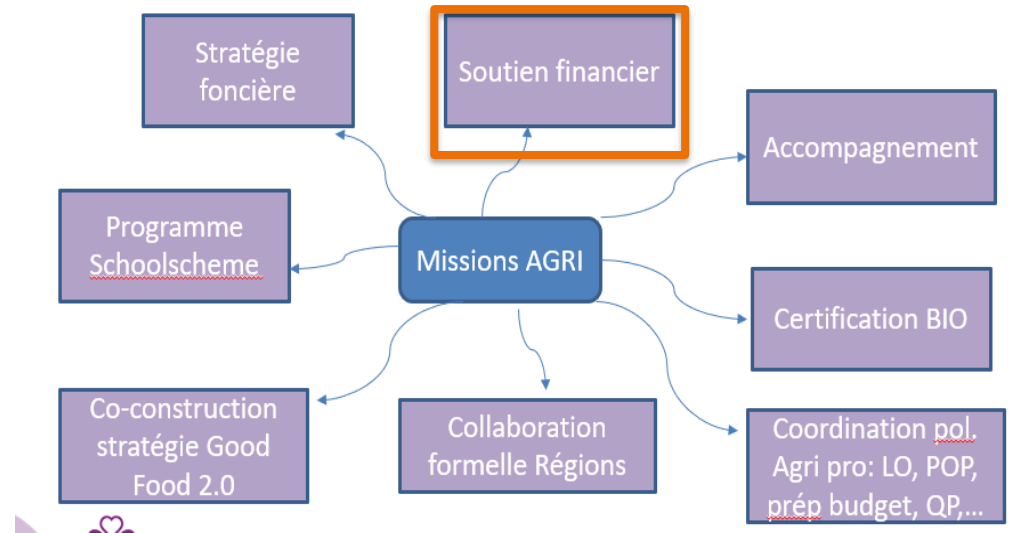 Stratégie
foncière
Soutien financier
Accompagnement
Programme
Schoolscheme
Missions AGRI
Certification BIO
Co-construction
stratégie Good
Food 2.0
Collaboration
formelle Régions
Coordination pol.
Agri pro: LO, POP,
prép budget, QP,...